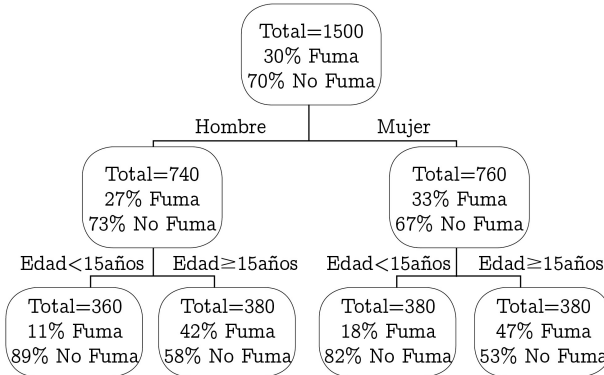 Total=1500
30% Fuma
70% No Fuma
Hombre
Mujer
Total=740
27% Fuma
73% No Fuma
Total=760
33% Fuma
67% No Fuma
Edad<15años
Edad≥15años
Edad<15años
Edad≥15años
Total=360
11% Fuma
89% No Fuma
Total=380
42% Fuma
58% No Fuma
Total=380
18% Fuma
82% No Fuma
Total=380
47% Fuma
53% No Fuma